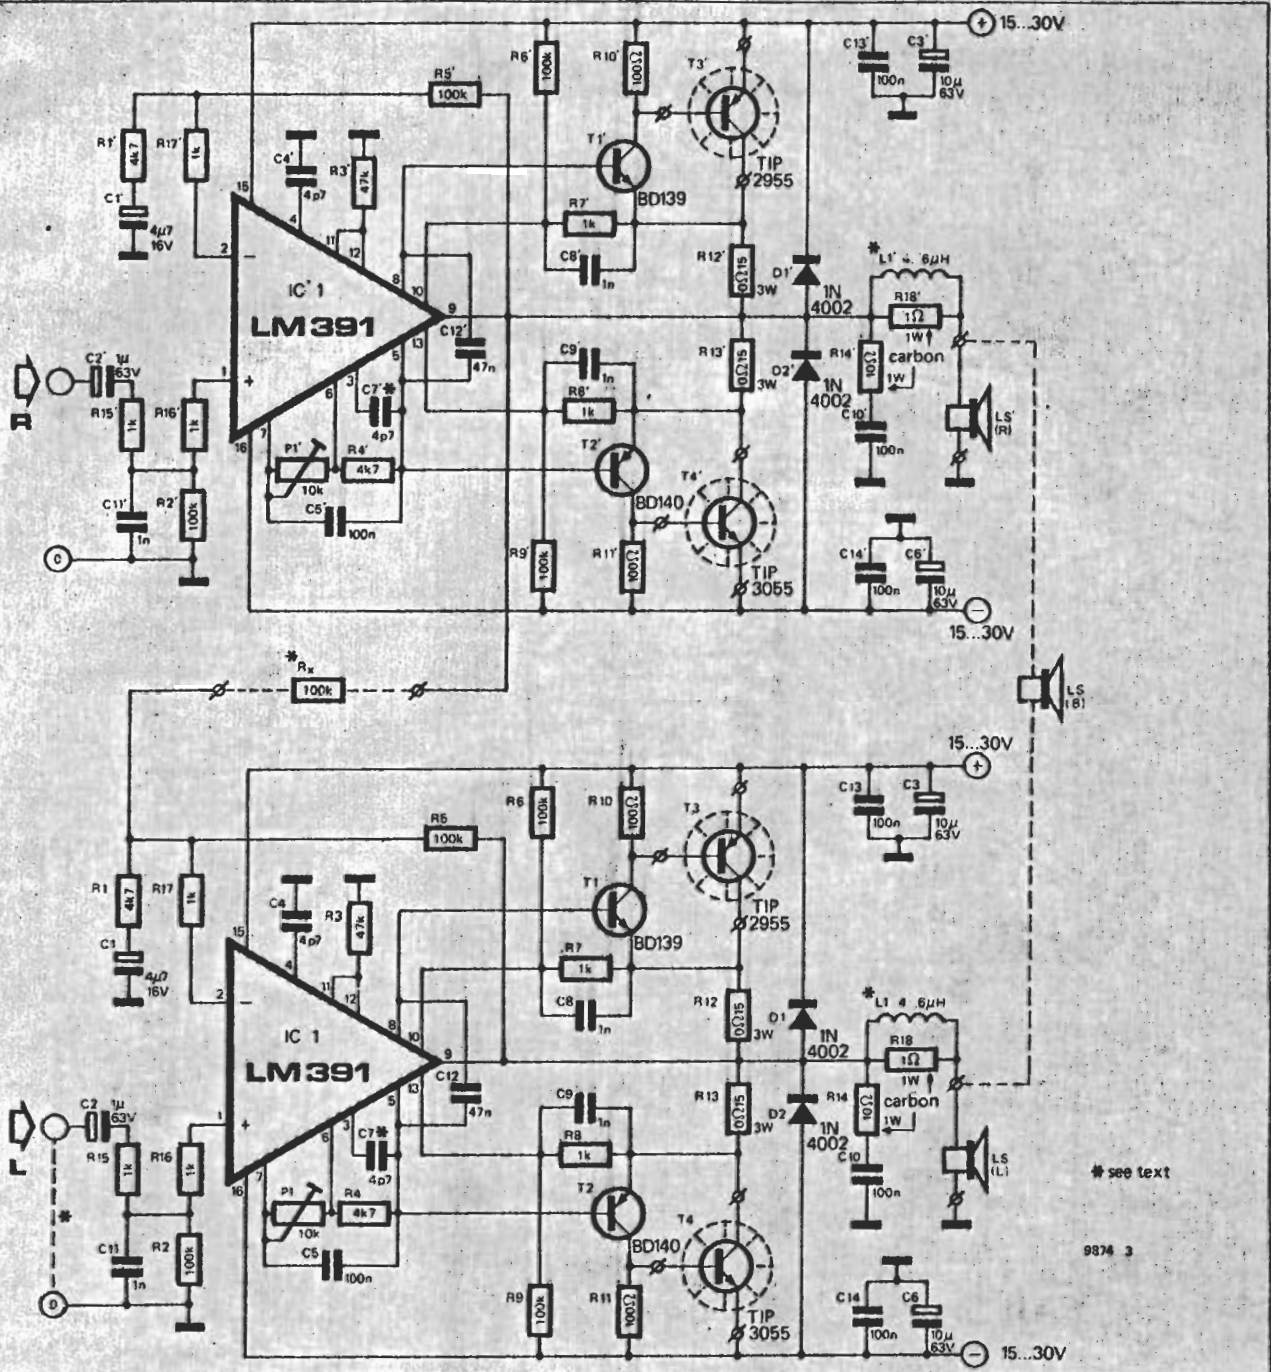 15...30V
R6'
100k
R10'
100Ω
T3'
C13'
100n
C3'
10μ
63V
R5'
100k
R1'
4k7
R17'
1k
C4'
4p7
R3'
47k
T1'
BD139
TIP
2955
C1'
4μ7
16V
15
4
11
12
2
−
IC' 1
LM391
8
10
9
13
5
R7'
1k
C8'
1n
R12'
0Ω15
3W
D1'
1N
4002
*
L1' 4. .6μH
R18'
1Ω
1W
carbon
C12'
47n
C9'
1n
R8'
1k
R13'
0Ω15
3W
D2'
1N
4002
R14'
10Ω
1W
LS'
(R)
C2'
1μ
63V
R
R15'
1k
R16'
1k
1
+
3
6
7
16
C7'*
4p7
P1'
10k
R4'
4k7
C5'
100n
C10'
100n
T2'
BD140
T4'
TIP
3055
C11'
1n
R2'
100k
0
R9'
100k
R11'
100Ω
C14'
100n
C6'
10μ
63V
15...30V
*
Rx
100k
LS
(B)
15...30V
R6
100k
R10
100Ω
T3
C13
100n
C3
10μ
63V
R5
100k
R1
4k7
R17
1k
C4
4p7
R3
47k
T1
BD139
TIP
2955
C1
4μ7
16V
15
4
11
12
2
−
IC 1
LM391
8
10
9
13
5
R7
1k
C8
1n
R12
0Ω15
3W
D1
1N
4002
*
L1 4 .6μH
R18
1Ω
1W
carbon
C12
47n
C9
1n
R8
1k
R13
0Ω15
3W
D2
1N
4002
R14
10Ω
1W
LS
(L)
C2
1μ
63V
L
R15
1k
R16
1k
1
+
3
6
7
16
C7*
4p7
P1
10k
R4
4k7
C5
100n
C10
100n
T2
BD140
T4
TIP
3055
* see text
*
C11
1n
R2
100k
0
R9
100k
R11
100Ω
C14
100n
C6
10μ
63V
9874 3
15...30V